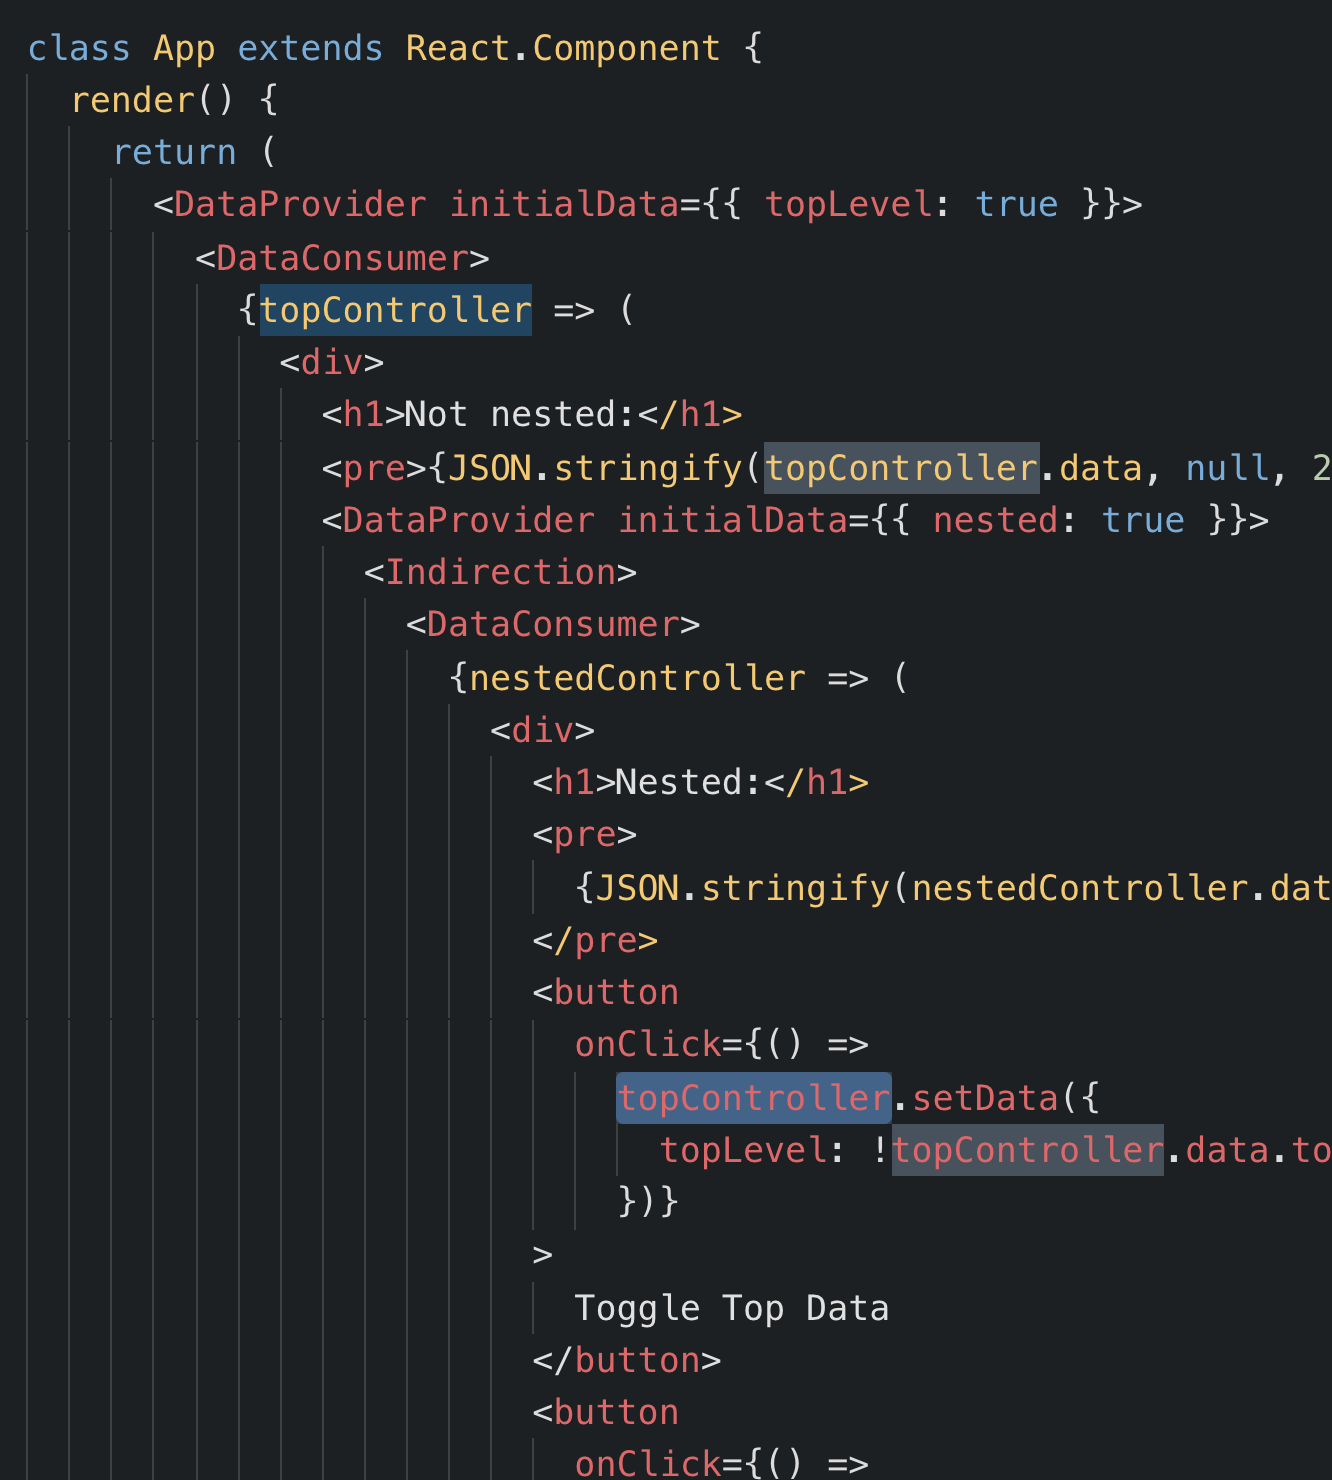 class App extends React.Component {
render() {
return (
<DataProvider initialData={{ topLevel: true }}>
<DataConsumer>
{topController => (
<div>
<h1>Not nested:</h1>
<pre>{JSON.stringify(topController.data, null, 2
<DataProvider initialData={{ nested: true }}>
<Indirection>
<DataConsumer>
{nestedController => (
<div>
<h1>Nested:</h1>
<pre>
{JSON.stringify(nestedController.dat
</pre>
<button
onClick={() =>
topController.setData({
topLevel: !topController.data.to
})}
>
Toggle Top Data
</button>
<button
onClick={() =>